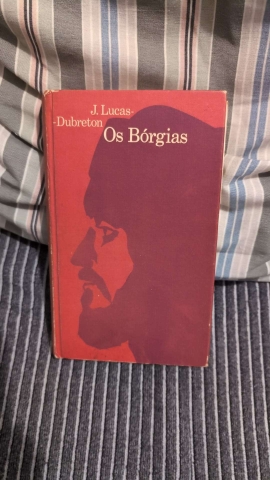 J. Lucas-
-Dubreton
Os Bórgias